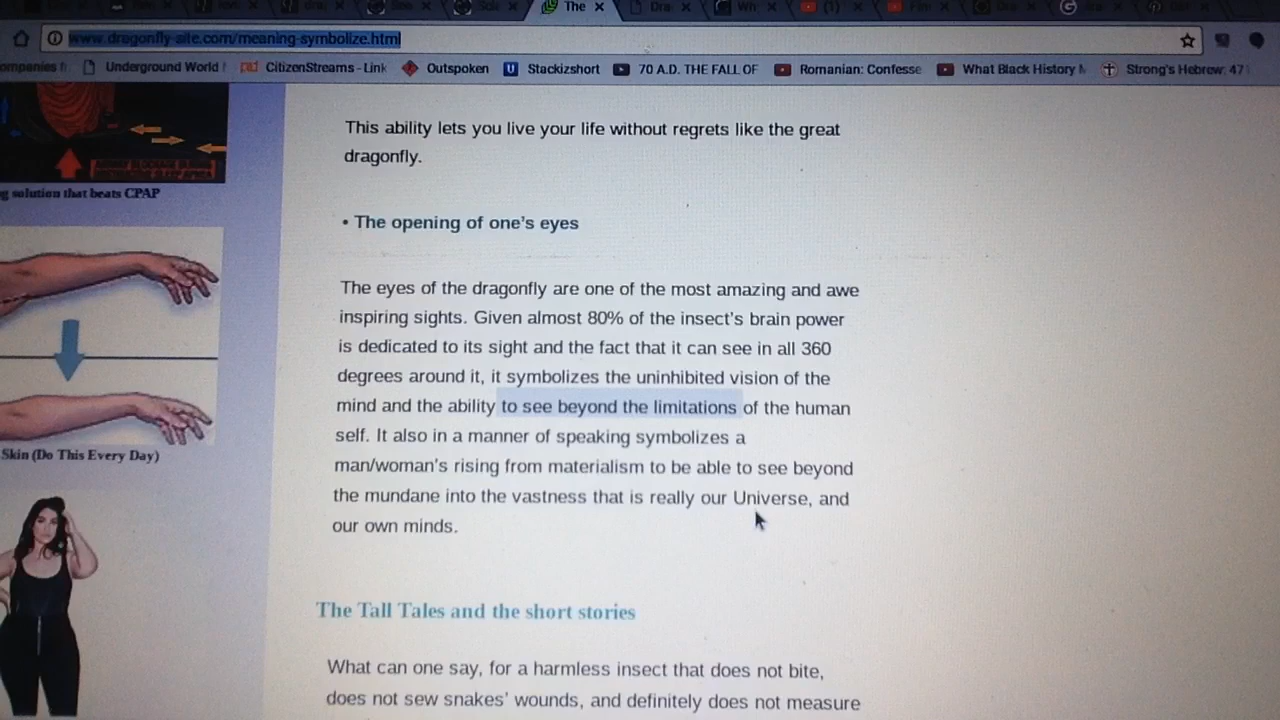 The
www.dragonfly-site.com/meaning-symbolize.html
Underground World
CitizenStreams - Link
Outspoken
Stackizshort
70 A.D. THE FALL OF
Romanian: Confesse
What Black History
Strong's Hebrew: 47
This ability lets you live your life without regrets like the great
dragonfly.
g solution that beats CPAP
• The opening of one's eyes
The eyes of the dragonfly are one of the most amazing and awe
inspiring sights. Given almost 80% of the insect's brain power
is dedicated to its sight and the fact that it can see in all 360
degrees around it, it symbolizes the uninhibited vision of the
mind and the ability to see beyond the limitations of the human
self. It also in a manner of speaking symbolizes a
man/woman's rising from materialism to be able to see beyond
the mundane into the vastness that is really our Universe, and
our own minds.
Skin (Do This Every Day)
The Tall Tales and the short stories
What can one say, for a harmless insect that does not bite,
does not sew snakes' wounds, and definitely does not measure